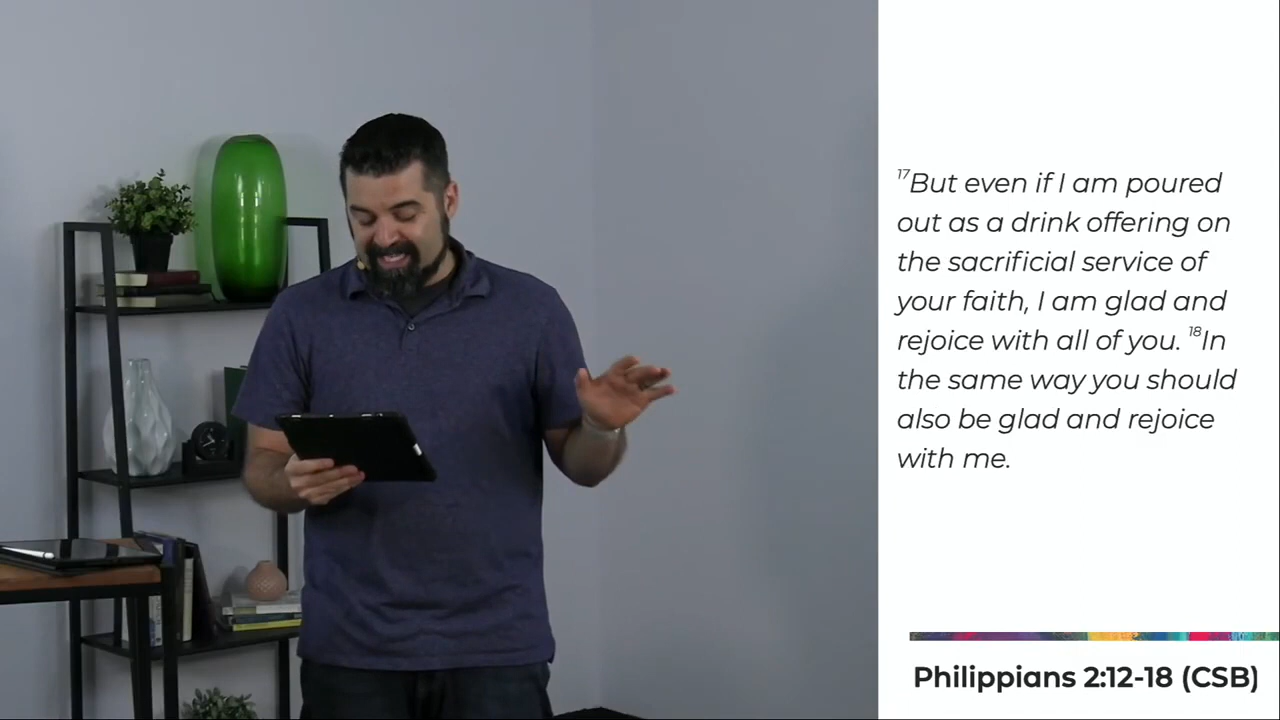 ¹⁷But even if I am poured
out as a drink offering on
the sacrificial service of
your faith, I am glad and
rejoice with all of you. ¹⁸In
the same way you should
also be glad and rejoice
with me.
Philippians 2:12-18 (CSB)